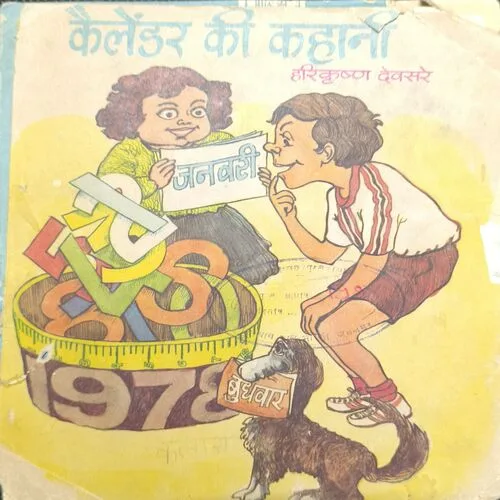 कैलेंडर की कहानी
हरिकृष्ण देवसरे
जनवरी
1978
बुधवार